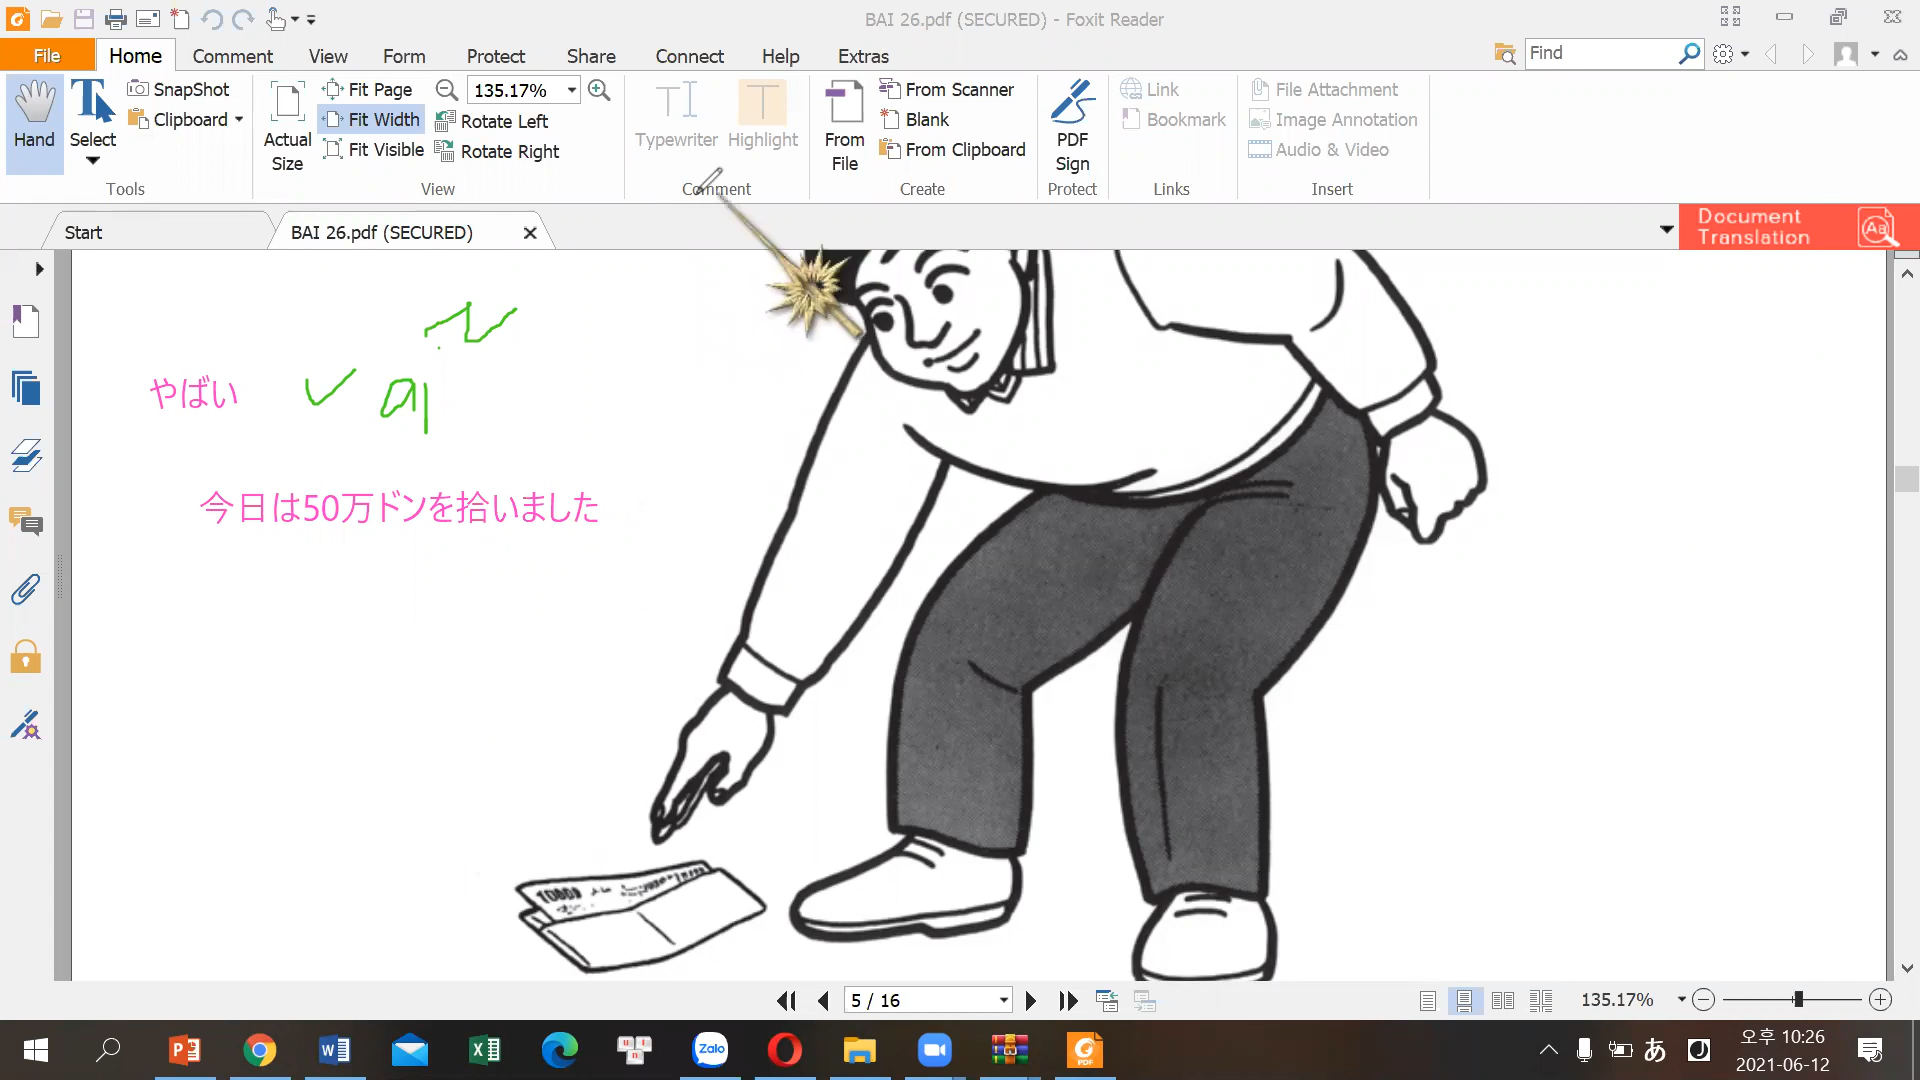 BAI 26.pdf (SECURED) - Foxit Reader
File Home Comment View Form Protect Share Connect Help Extras
Find
Hand
Select
SnapShot
Clipboard
Tools
Actual Size
Fit Page
Fit Width
Fit Visible
135.17%
Rotate Left
Rotate Right
View
Typewriter
Highlight
Comment
From File
From Scanner
Blank
From Clipboard
Create
PDF Sign
Protect
Link
Bookmark
Links
File Attachment
Image Annotation
Audio & Video
Insert
Start
BAI 26.pdf (SECURED)
Document Translation
やばい
今日は50万ドンを拾いました
5 / 16
135.17%
Zalo
PDF
あ
오후 10:26
2021-06-12